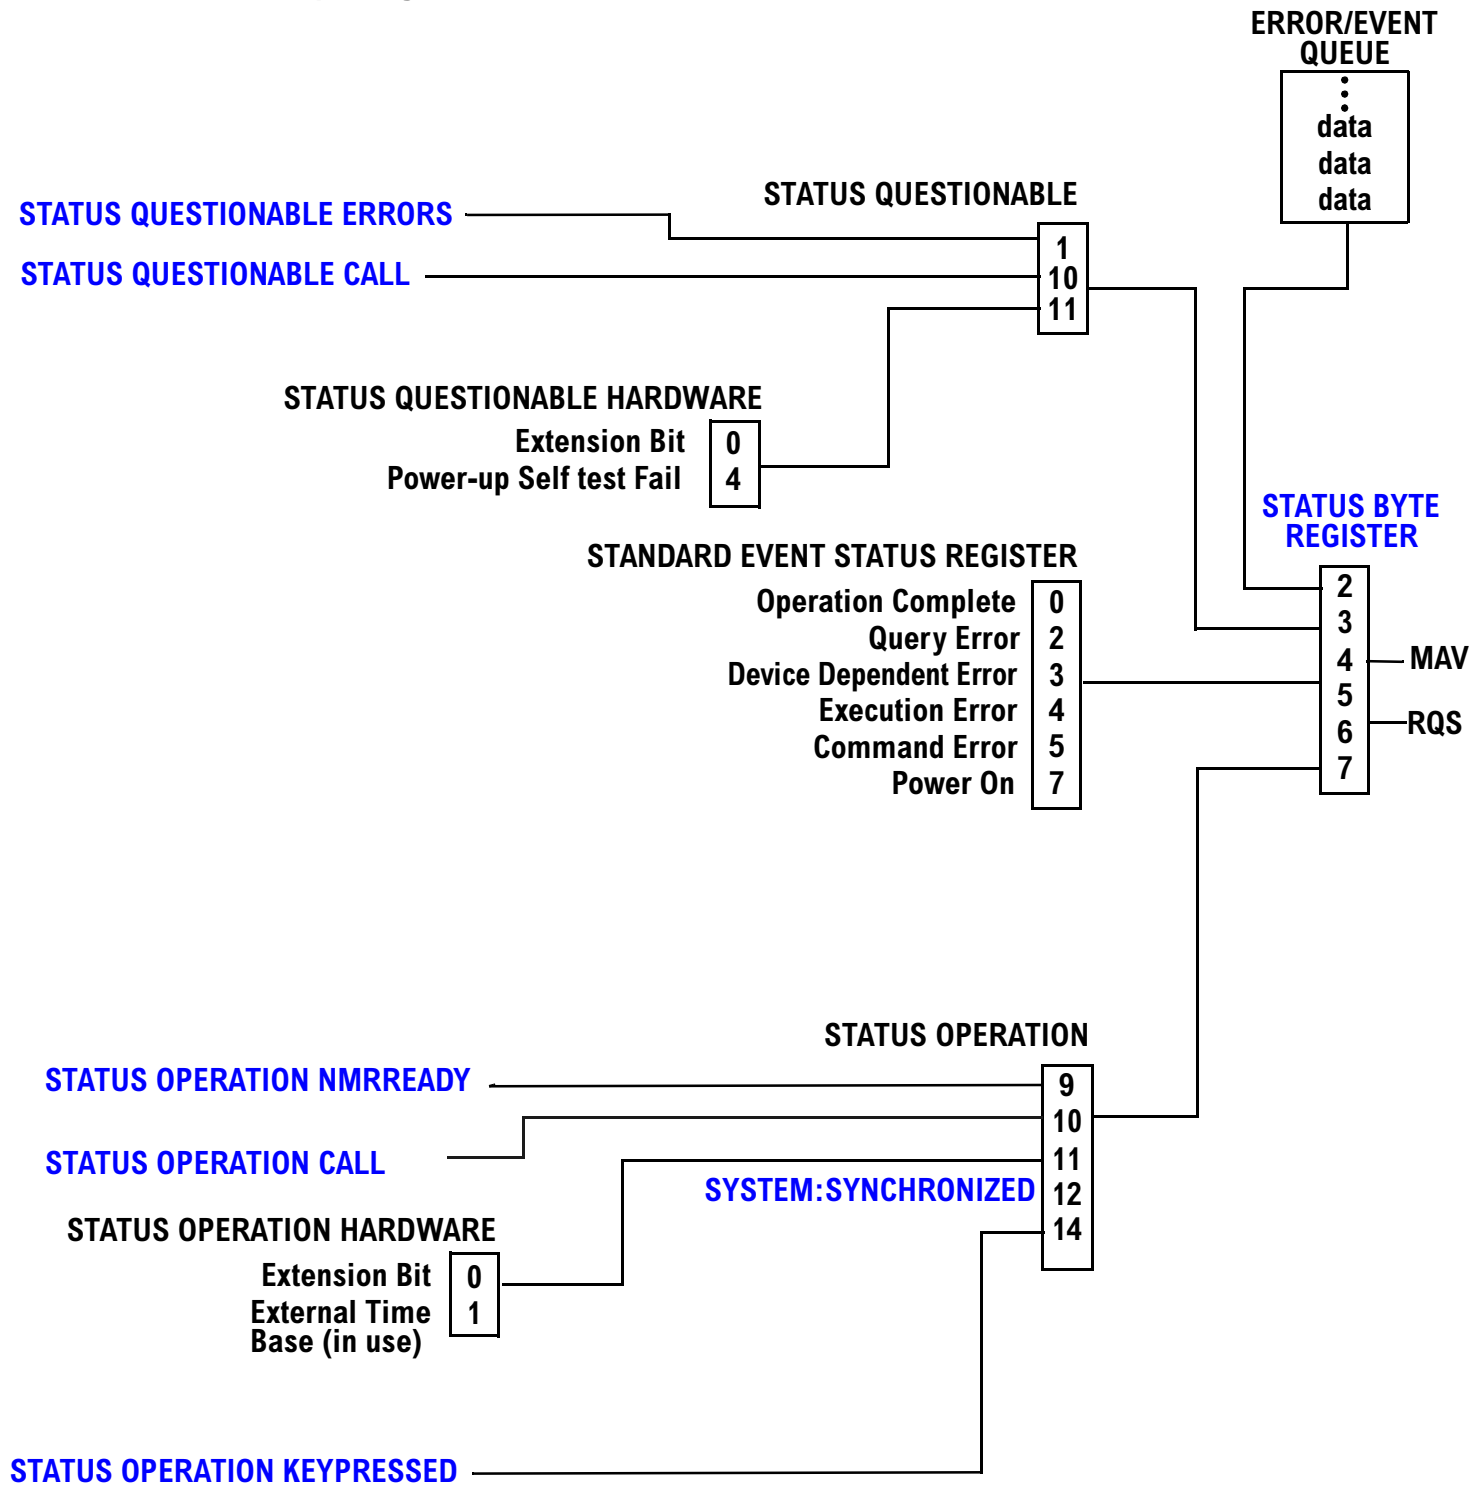 ERROR/EVENT
QUEUE
data
data
data
STATUS QUESTIONABLE
STATUS QUESTIONABLE ERRORS
1
STATUS QUESTIONABLE CALL
10
11
STATUS QUESTIONABLE HARDWARE
Extension Bit 0
Power-up Self test Fail 4
STATUS BYTE
REGISTER
2
3
4 MAV
5
6 RQS
7
STANDARD EVENT STATUS REGISTER
Operation Complete 0
Query Error 2
Device Dependent Error 3
Execution Error 4
Command Error 5
Power On 7
STATUS OPERATION
STATUS OPERATION NMRREADY 9
10
STATUS OPERATION CALL
11
SYSTEM:SYNCHRONIZED 12
14
STATUS OPERATION HARDWARE
Extension Bit 0
External Time 1
Base (in use)
STATUS OPERATION KEYPRESSED